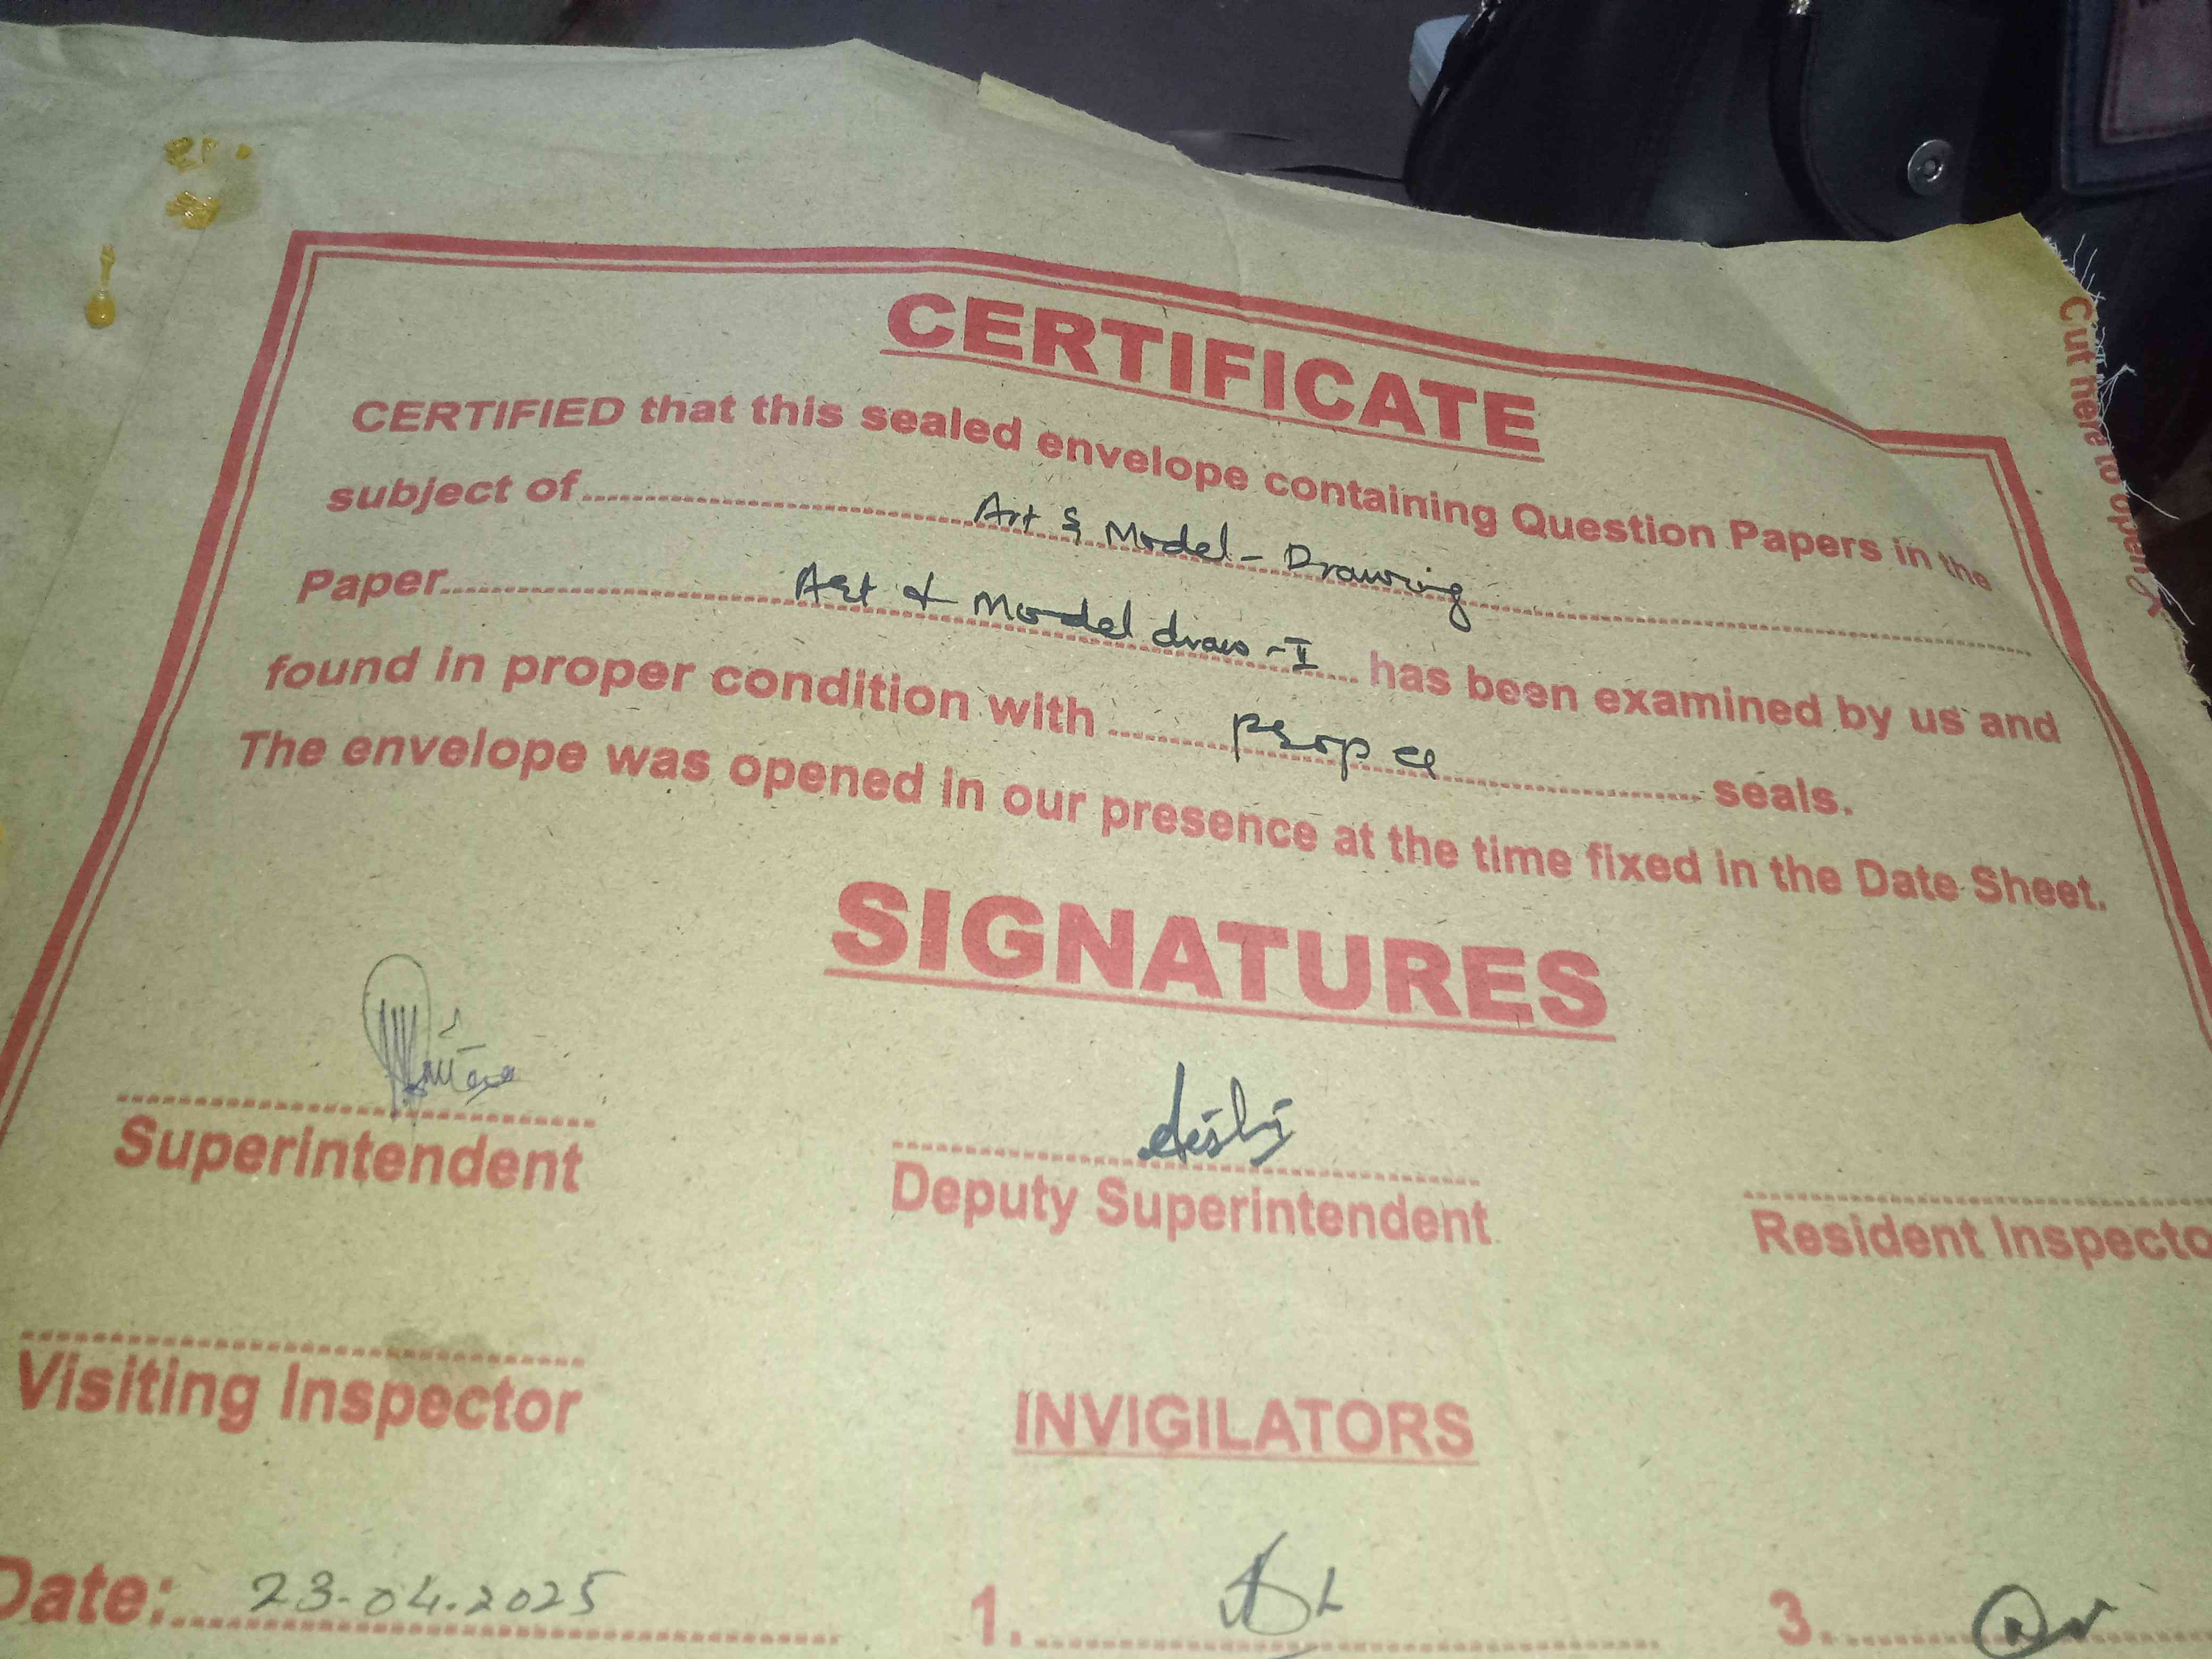 CERTIFICATE
CERTIFIED that this sealed envelope containing Question Papers in the
subject of Art & Model - Drawing
Paper Art & Model draw - I has been examined by us and
found in proper condition with seals.
The envelope was opened in our presence at the time fixed in the Date Sheet.
SIGNATURES
Superintendent
Deputy Superintendent
Resident Inspecto
Visiting Inspector
INVIGILATORS
Date: 23-04.2025
1.
3.
Cut here to opening